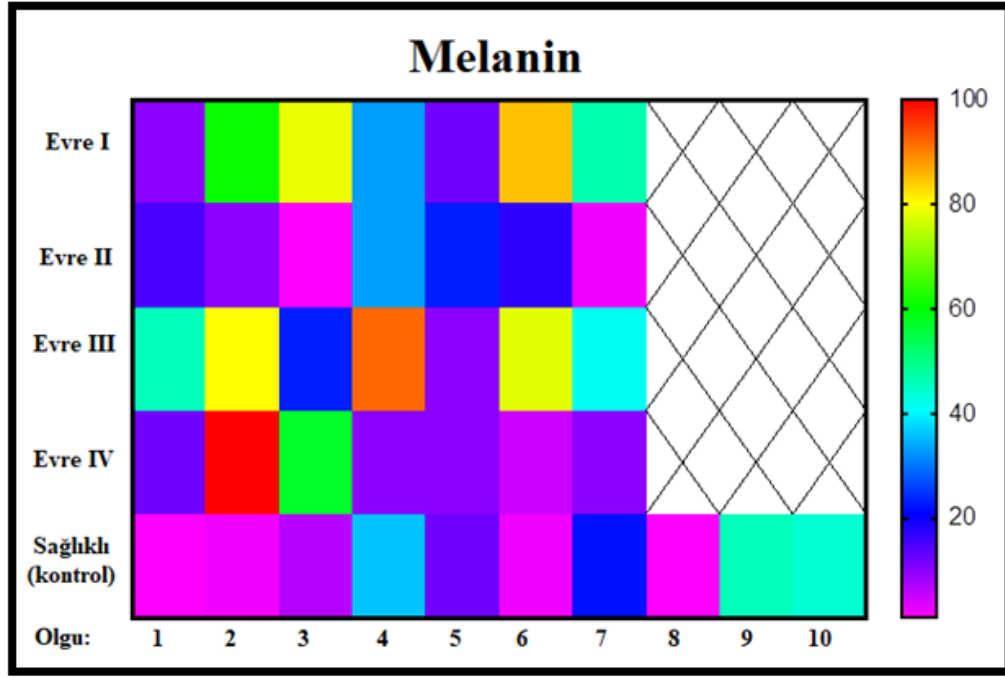 Melanin
Evre I
Evre II
Evre III
Evre IV
Sağlıklı
(kontrol)
Olgu: 1 2 3 4 5 6 7 8 9 10
100
80
60
40
20